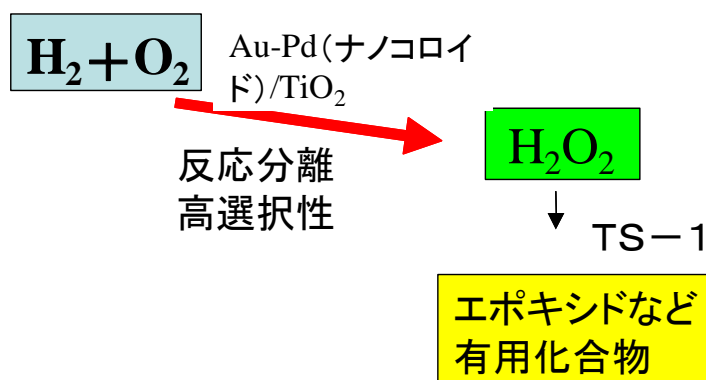 H₂+O₂
Au-Pd(ナノコロイ
ド)/TiO₂
反応分離
高選択性
H₂O₂
TS－1
エポキシドなど
有用化合物